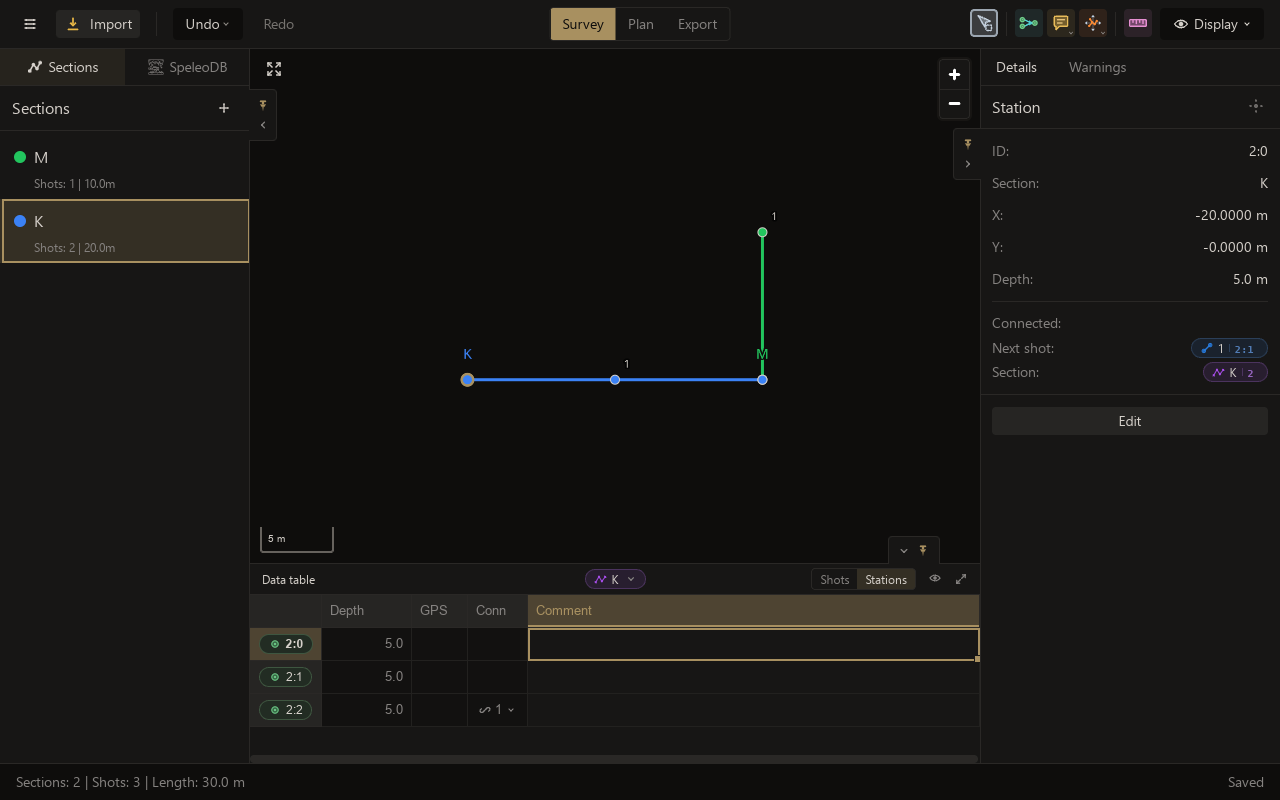 Import
Undo
Redo
Survey
Plan
Export
Display
Sections
SpeleoDB
Details
Warnings
Sections
M
Shots: 1 | 10.0m
K
Shots: 2 | 20.0m
1
K
1
M
5 m
Station
ID: 2:0
Section: K
X: -20.0000 m
Y: -0.0000 m
Depth: 5.0 m
Connected:
Next shot: 1 | 2:1
Section: K | 2
Edit
Data table
K
Shots
Stations
Depth GPS Conn Comment
2:0 5.0
2:1 5.0
2:2 5.0 1
Sections: 2 | Shots: 3 | Length: 30.0 m
Saved